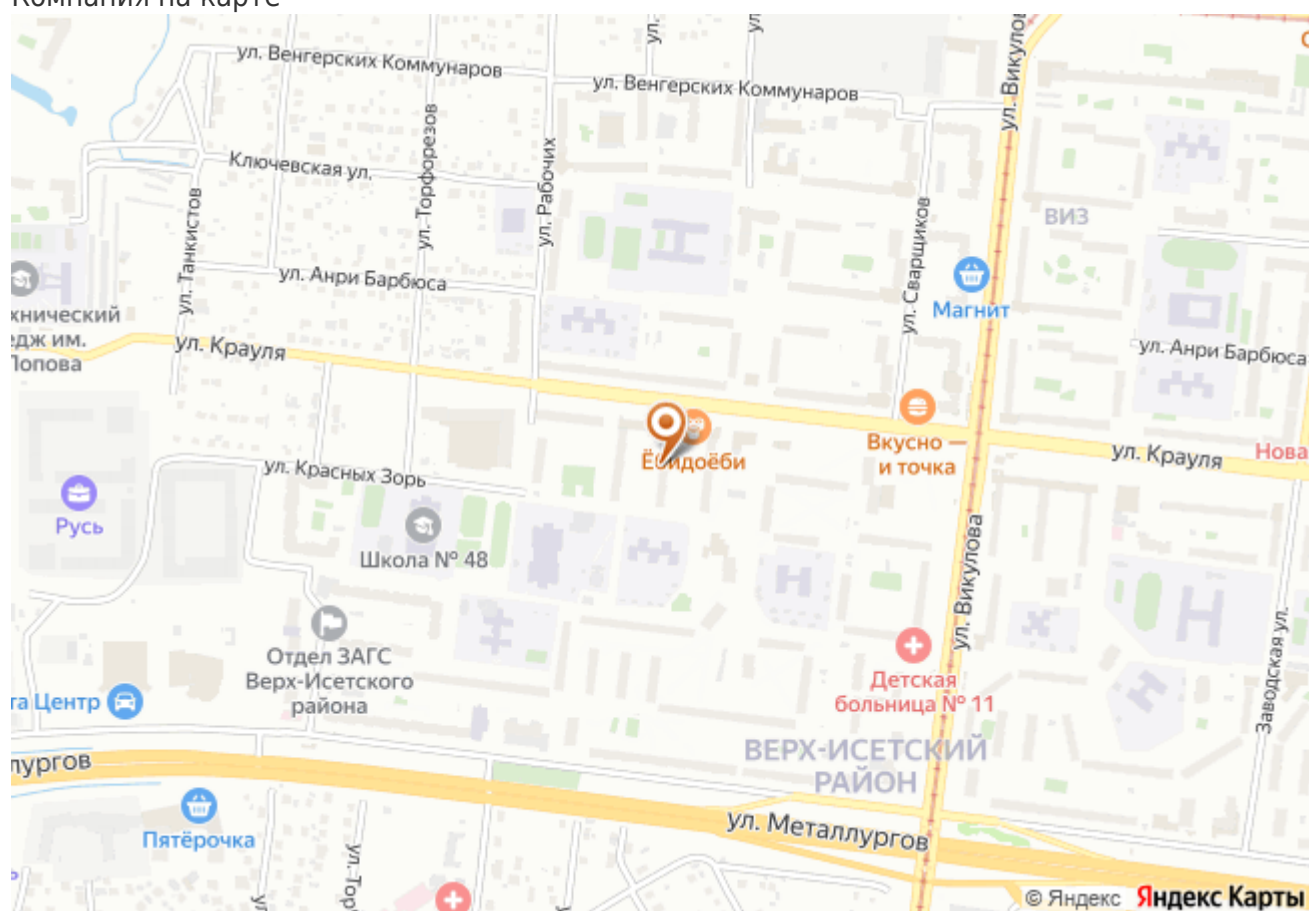 Компания на карте
ул. Викулова
ул. Венгерских Коммунаров
ул. Венгерских Коммунаров
Ключевская ул.
ул. Торфорезов
ул. Рабочих
ул. Танкистов
ул. Сварщиков
ВИЗ
ул. Анри Барбюса
Магнит
хнический
едж им.
Попова
ул. Крауля
ул. Анри Барбюса
Вкусно —
и точка
Ёбидоёби
ул. Крауля
Нова
ул. Красных Зорь
Русь
Школа № 48
ул. Викулова
Отдел ЗАГС
Верх-Исетского
района
Детская
больница № 11
Заводская ул.
та Центр
ВЕРХ-ИСЕТСКИЙ
РАЙОН
лургов
Пятёрочка
ул. Металлургов
ул. Тор
© Яндекс Яндекс Карты